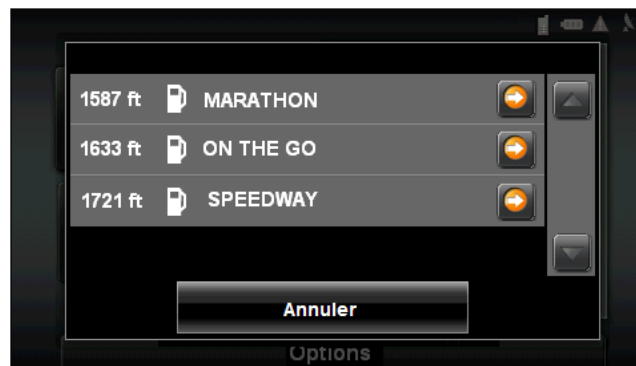 1587 ft MARATHON
1633 ft ON THE GO
1721 ft SPEEDWAY
Annuler
Options